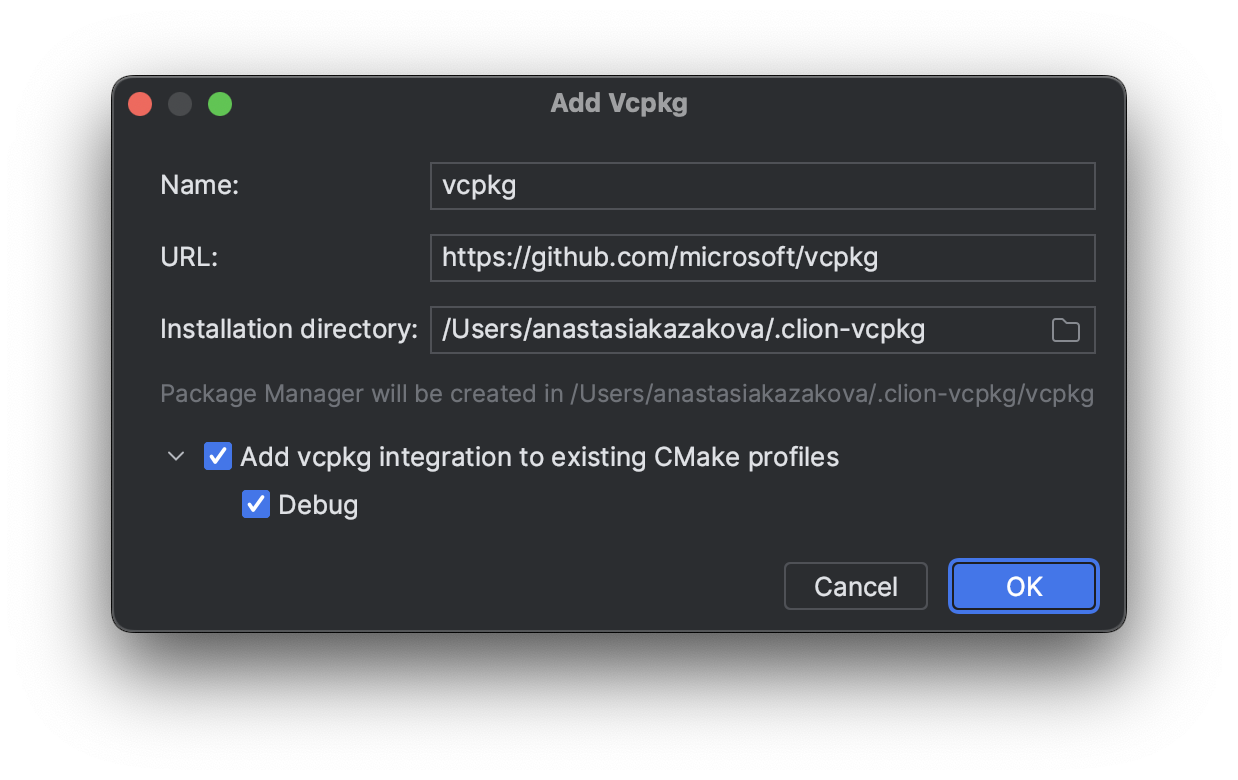 Add Vcpkg
Name: vcpkg
URL: https://github.com/microsoft/vcpkg
Installation directory: /Users/anastasiakazakova/.clion-vcpkg
Package Manager will be created in /Users/anastasiakazakova/.clion-vcpkg/vcpkg
Add vcpkg integration to existing CMake profiles
Debug
Cancel OK